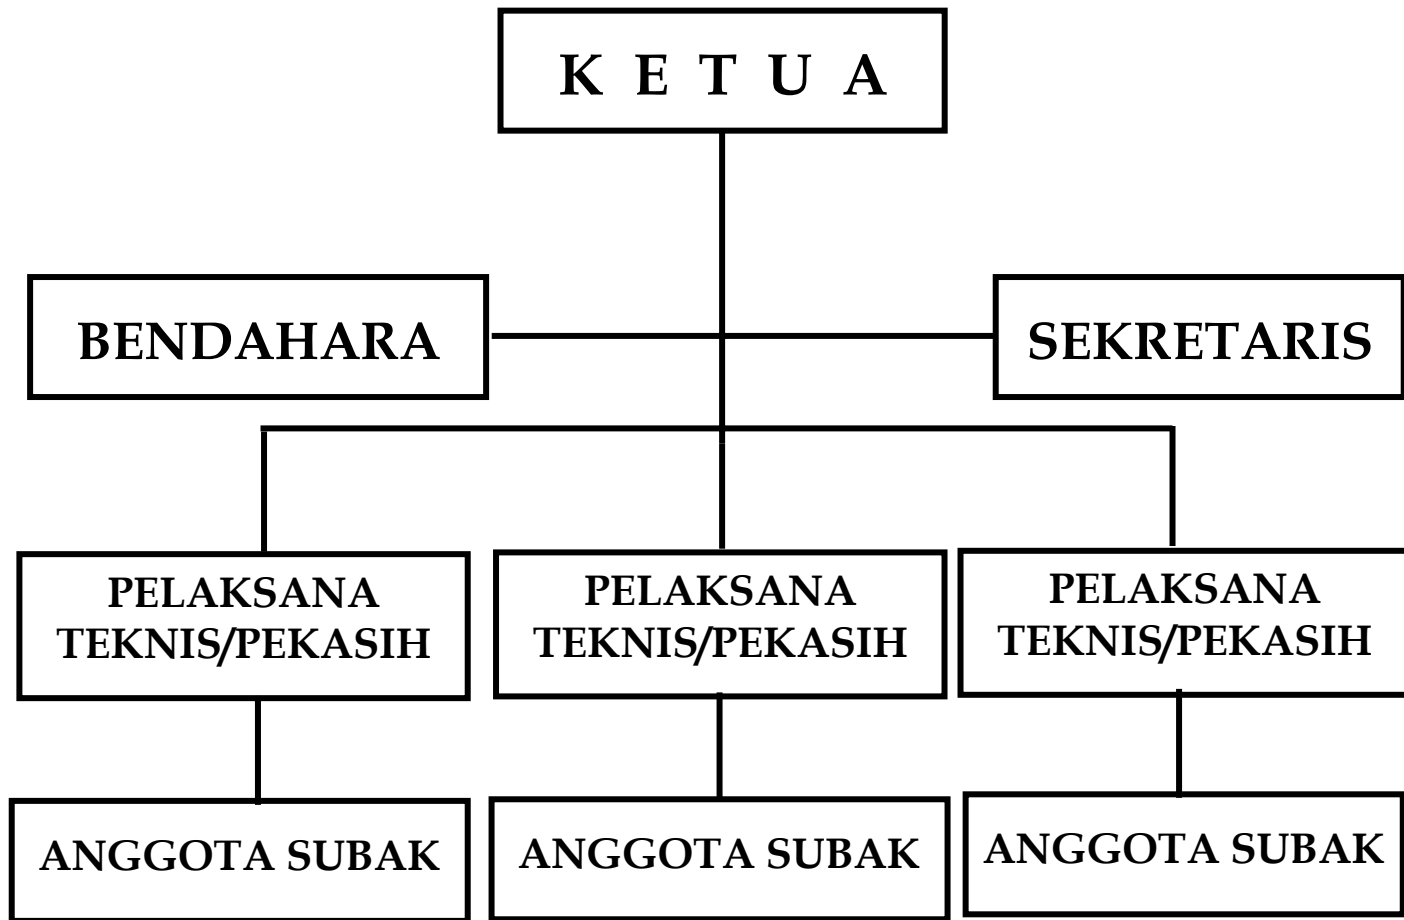 K E T U A
BENDAHARA
SEKRETARIS
PELAKSANA
TEKNIS/PEKASIH
PELAKSANA
TEKNIS/PEKASIH
PELAKSANA
TEKNIS/PEKASIH
ANGGOTA SUBAK
ANGGOTA SUBAK
ANGGOTA SUBAK